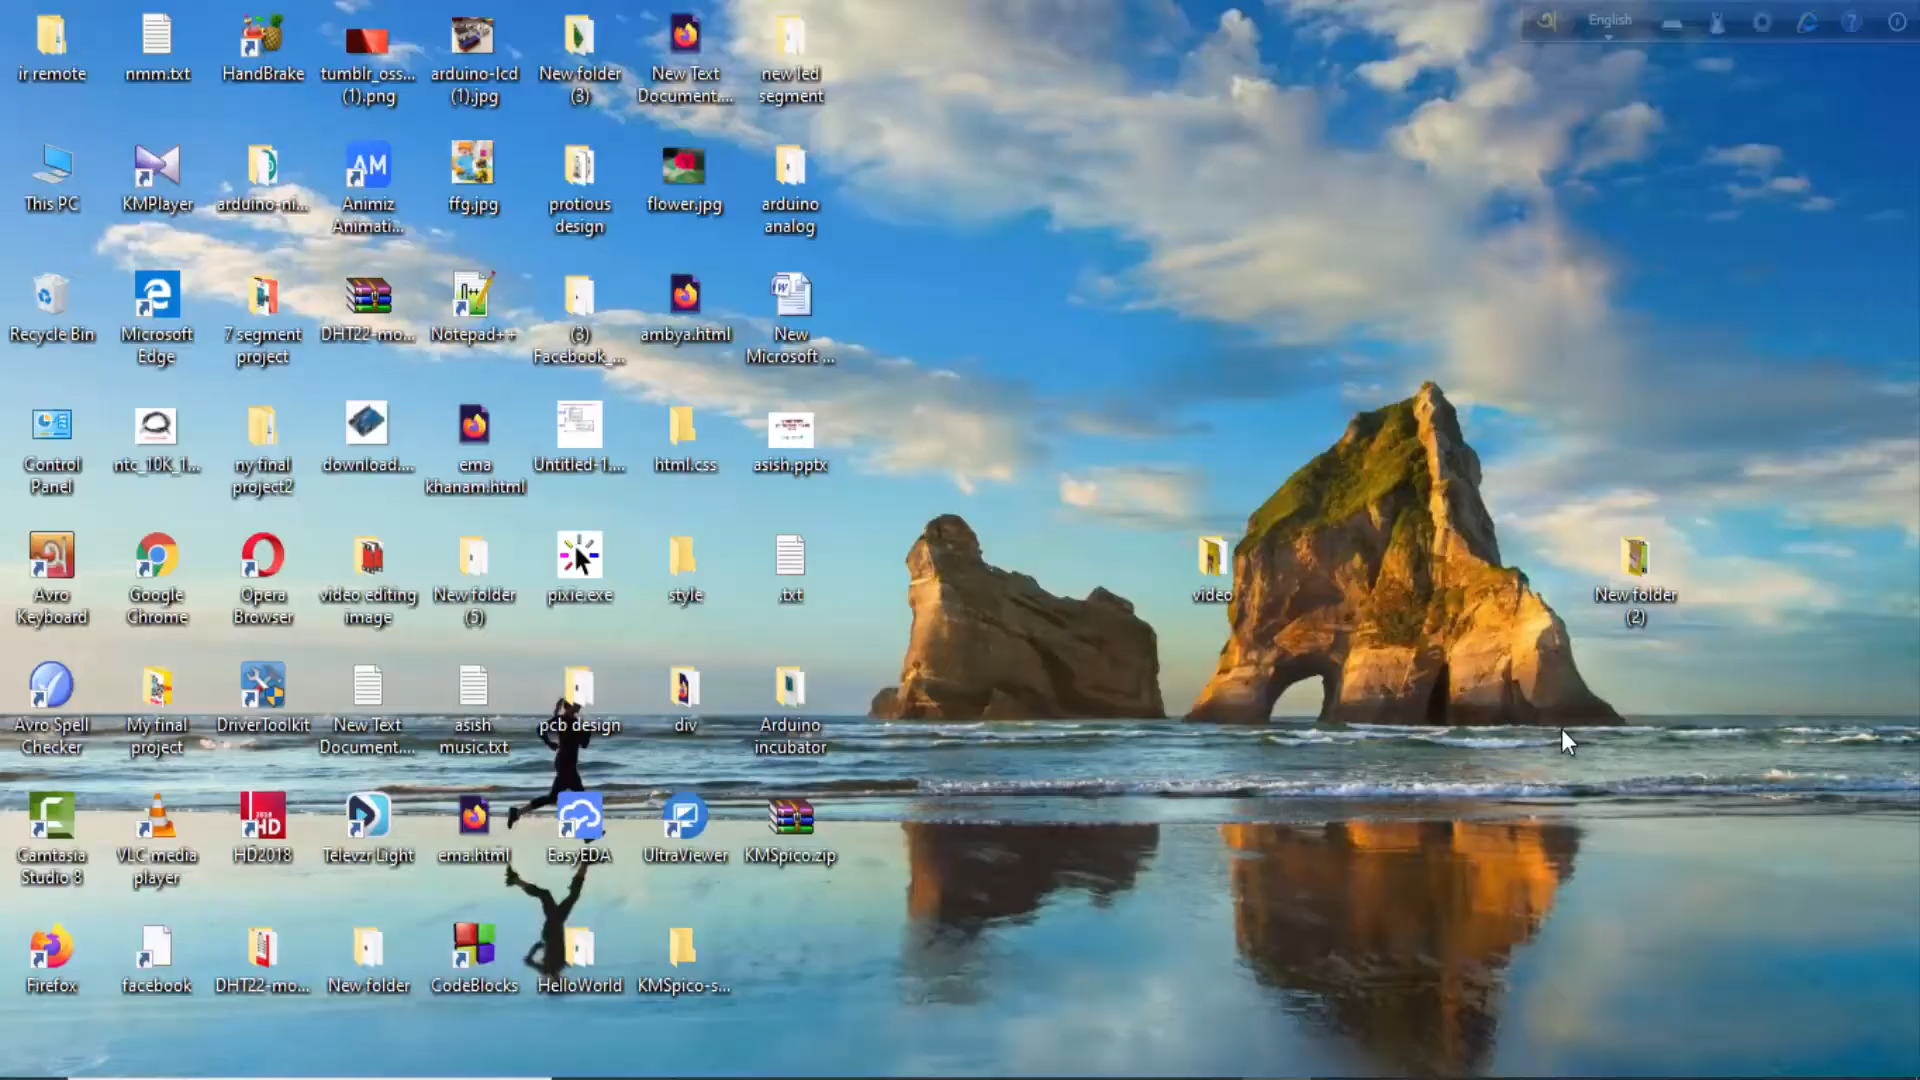 English
ir remote
nmm.txt
HandBrake
tumblr_oss...
(1).png
arduino-lcd
(1).jpg
New folder
(3)
New Text
Document....
new led
segment
This PC
KMPlayer
arduino-ni...
AM
Animiz
Animati...
ffg.jpg
protious
design
flower.jpg
arduino
analog
Recycle Bin
Microsoft
Edge
7 segment
project
DHT22-mo...
Notepad++
(3)
Facebook_...
ambya.html
New
Microsoft ...
Control
Panel
ntc_10K_1...
ny final
project2
download....
ema
khanam.html
Untitled-1....
html.css
asish.pptx
Avro
Keyboard
Google
Chrome
Opera
Browser
video editing
image
New folder
(5)
pixie.exe
style
.txt
video
New folder
(2)
Avro Spell
Checker
My final
project
DriverToolkit
New Text
Document....
asish
music.txt
pcb design
div
Arduino
incubator
Camtasia
Studio 8
VLC media
player
HD
HD2018
Televzr Light
ema.html
EasyEDA
UltraViewer
KMSpico.zip
Firefox
facebook
DHT22-mo...
New folder
CodeBlocks
HelloWorld
KMSpico-s...